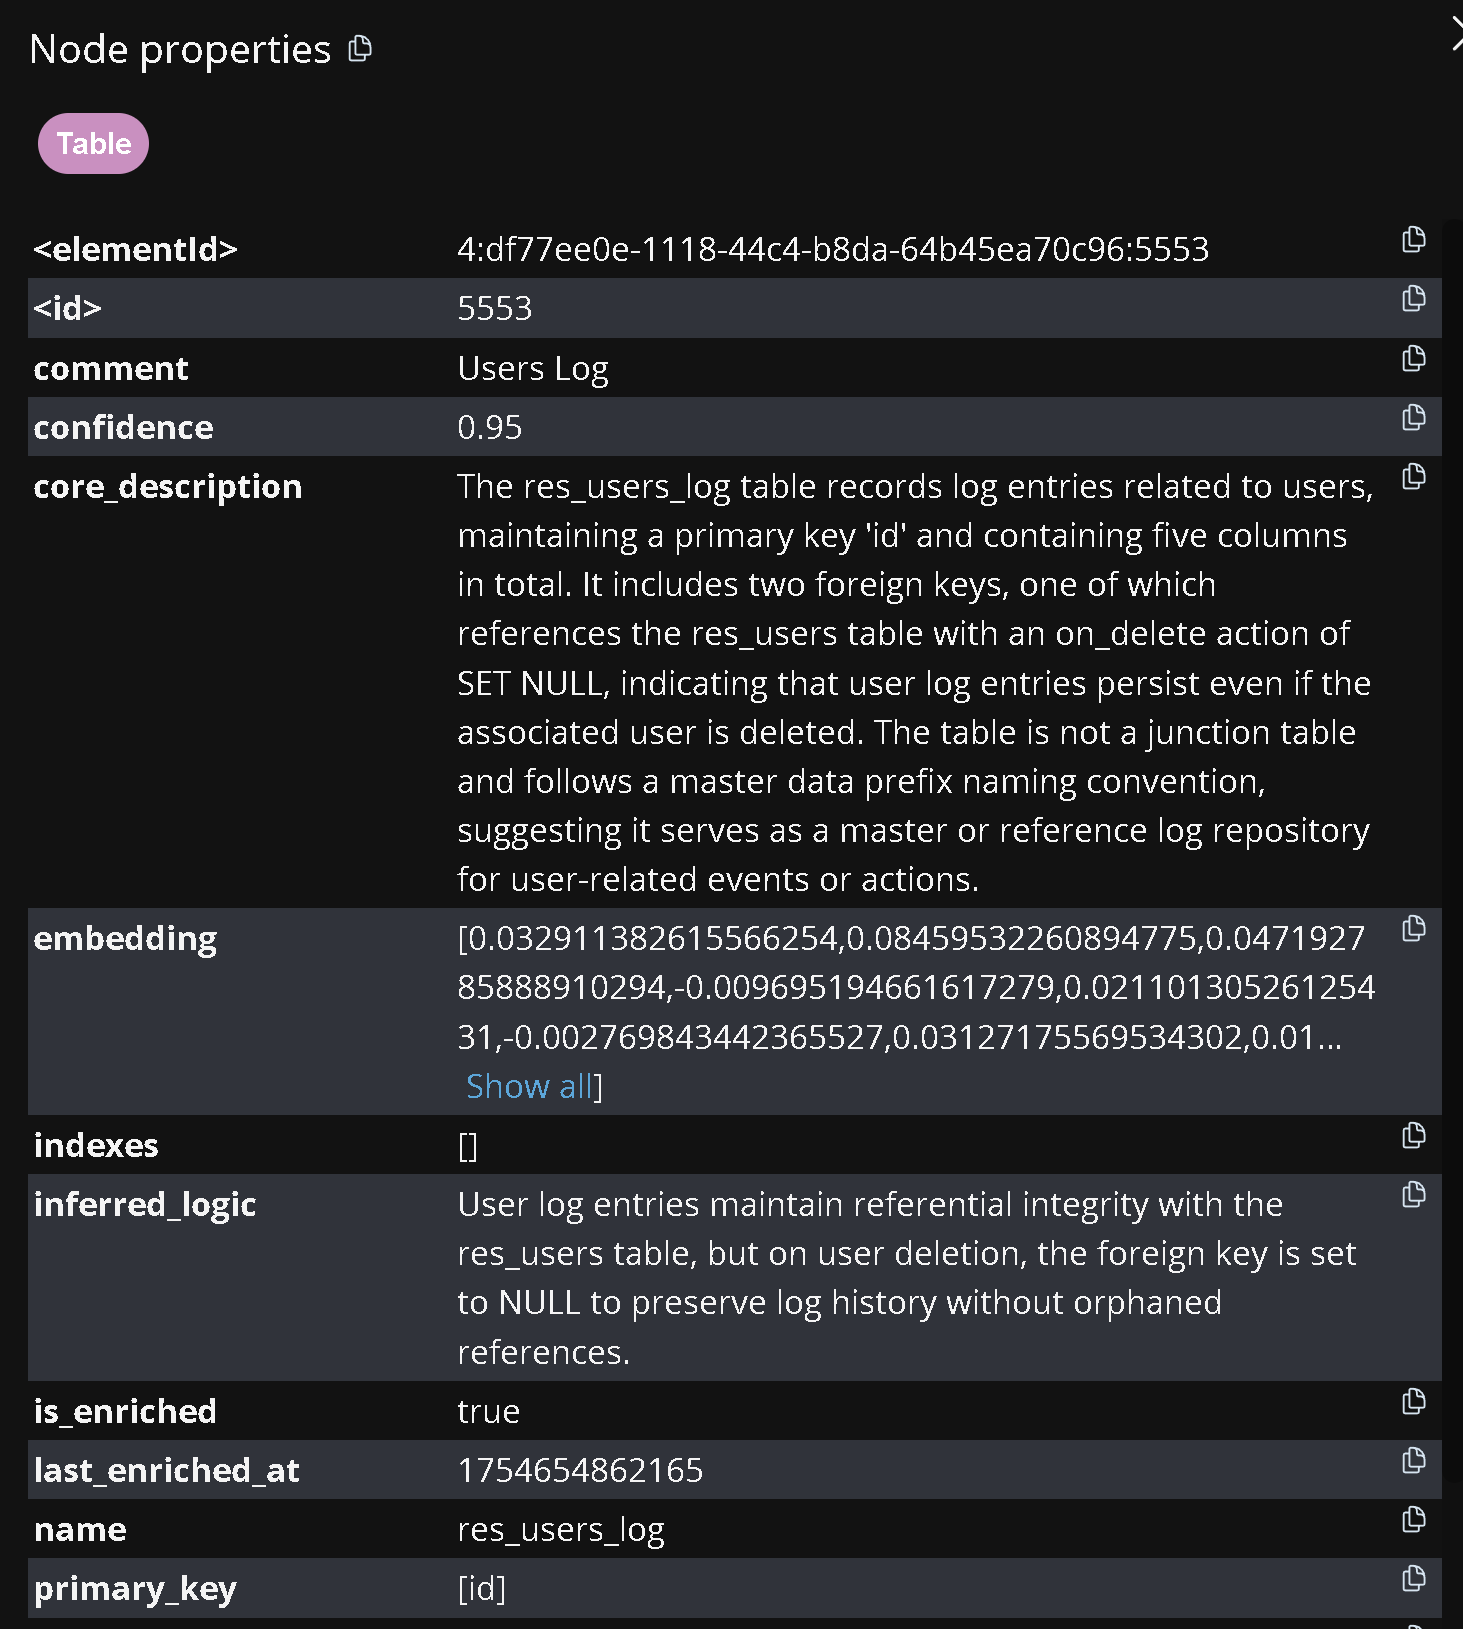 Node properties
Table
<elementId> 4:df77ee0e-1118-44c4-b8da-64b45ea70c96:5553
<id> 5553
comment Users Log
confidence 0.95
core_description The res_users_log table records log entries related to users,
maintaining a primary key 'id' and containing five columns
in total. It includes two foreign keys, one of which
references the res_users table with an on_delete action of
SET NULL, indicating that user log entries persist even if the
associated user is deleted. The table is not a junction table
and follows a master data prefix naming convention,
suggesting it serves as a master or reference log repository
for user-related events or actions.
embedding [0.032911382615566254,0.08459532260894775,0.0471927
85888910294,-0.009695194661617279,0.021101305261254
31,-0.002769843442365527,0.03127175569534302,0.01...
Show all]
indexes []
inferred_logic User log entries maintain referential integrity with the
res_users table, but on user deletion, the foreign key is set
to NULL to preserve log history without orphaned
references.
is_enriched true
last_enriched_at 1754654862165
name res_users_log
primary_key [id]